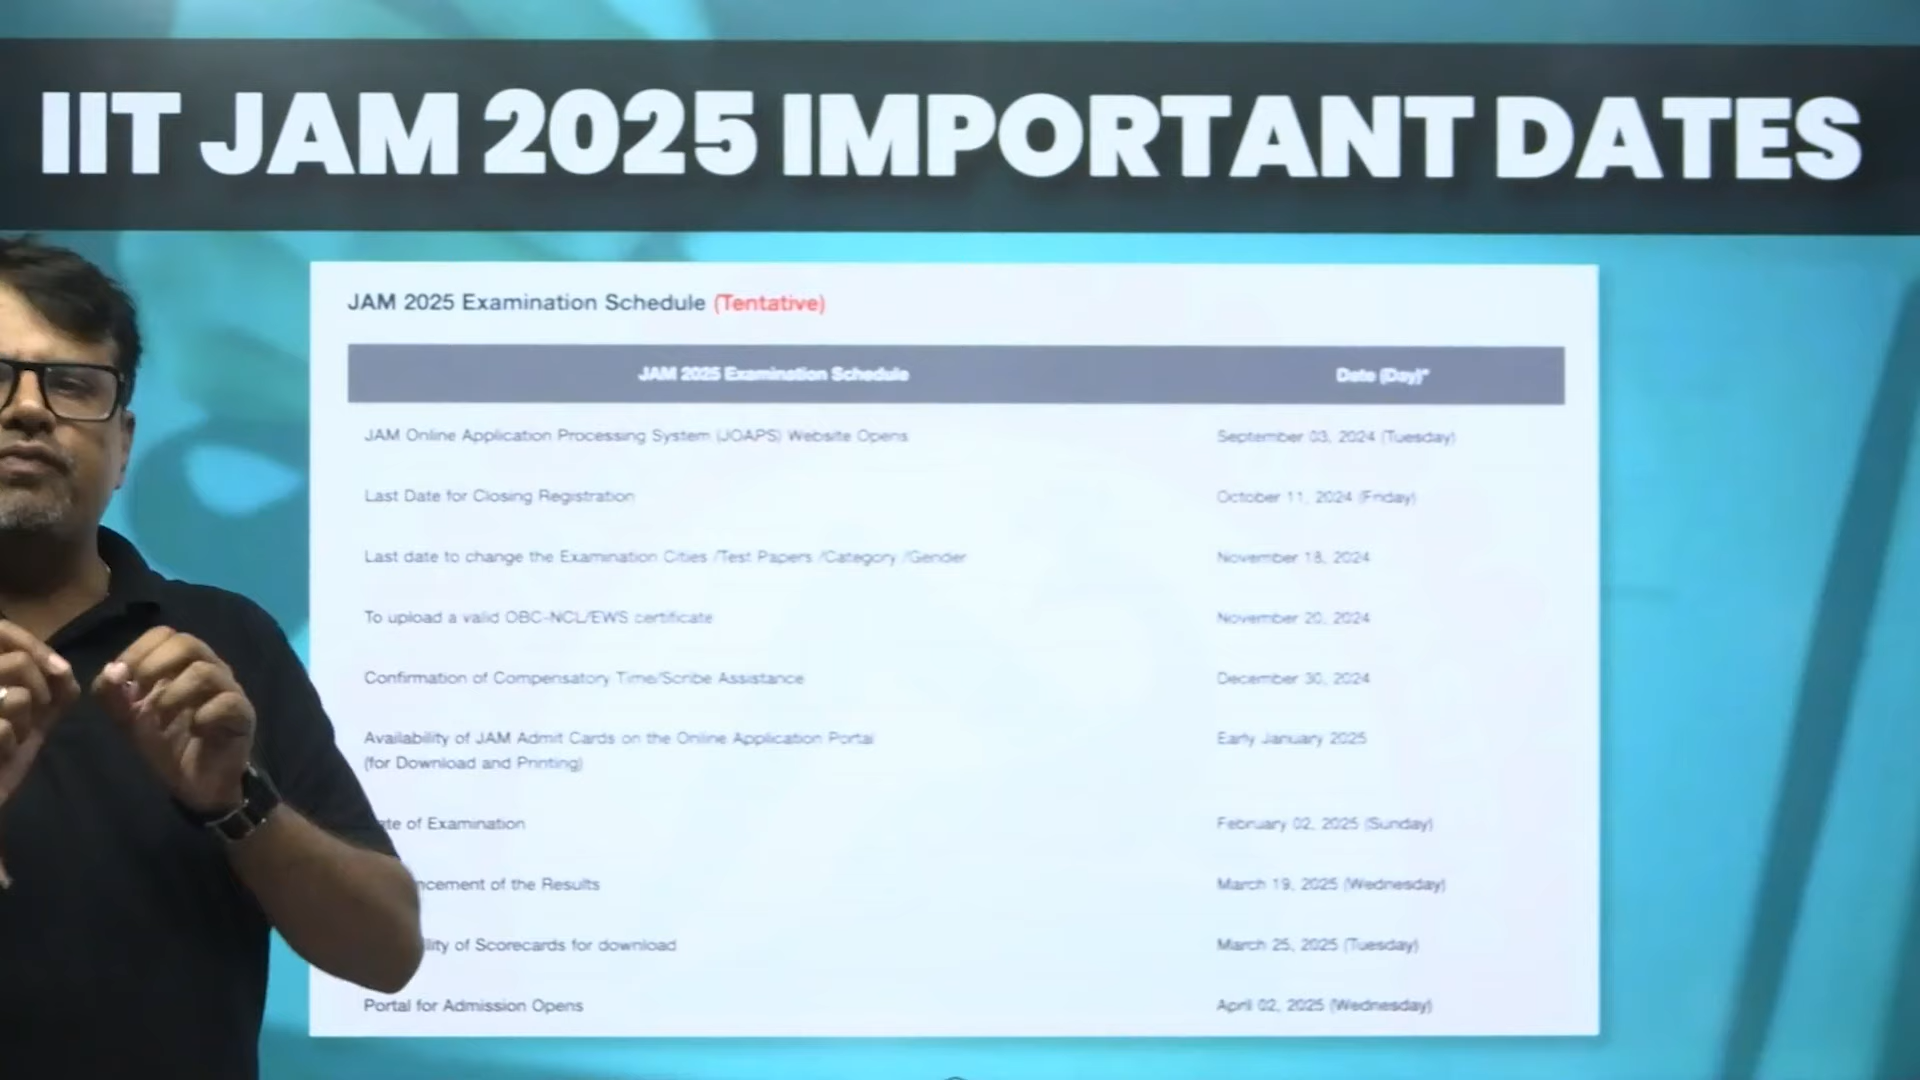 IIT JAM 2025 IMPORTANT DATES
JAM 2025 Examination Schedule (Tentative)
JAM 2025 Examination Schedule Date (Day)*
JAM Online Application Processing System (JOAPS) Website Opens September 03, 2024 (Tuesday)
Last Date for Closing Registration October 11, 2024 (Friday)
Last date to change the Examination Cities /Test Papers /Category /Gender November 18, 2024
To upload a valid OBC-NCL/EWS certificate November 20, 2024
Confirmation of Compensatory Time/Scribe Assistance December 30, 2024
Availability of JAM Admit Cards on the Online Application Portal Early January 2025
(for Download and Printing)
of Examination February 02, 2025 (Sunday)
of the Results March 19, 2025 (Wednesday)
of Scorecards for download March 25, 2025 (Tuesday)
Portal for Admission Opens April 02, 2025 (Wednesday)